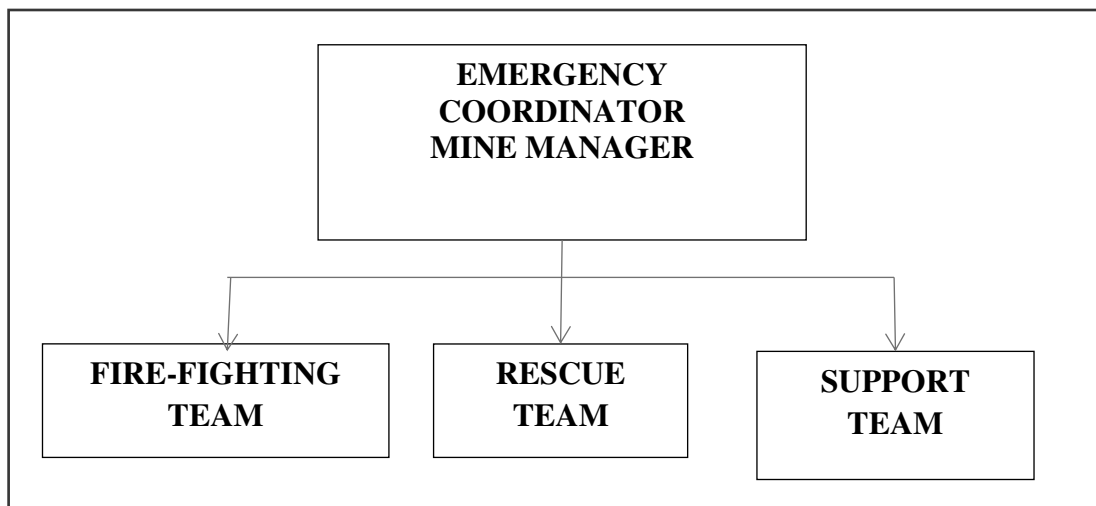 EMERGENCY
COORDINATOR
MINE MANAGER
FIRE-FIGHTING
TEAM
RESCUE
TEAM
SUPPORT
TEAM